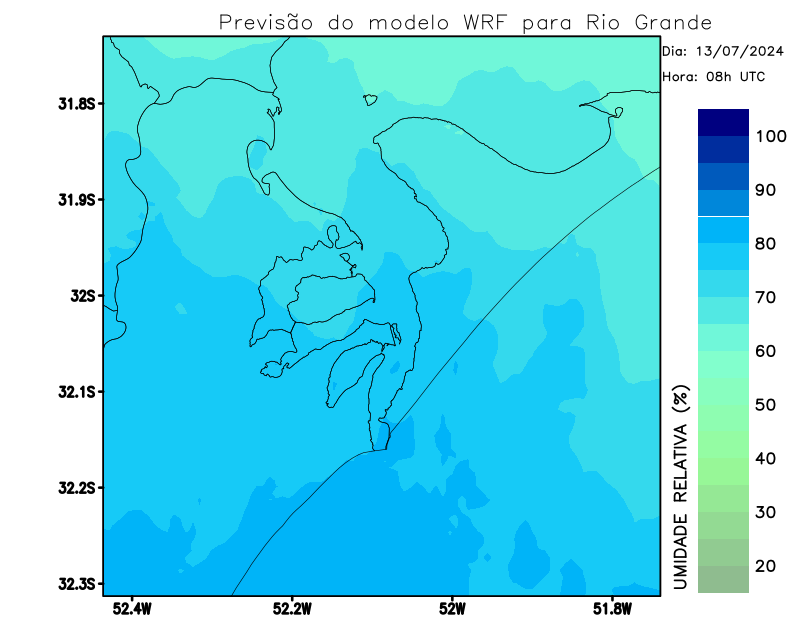 Previsão do modelo WRF para Rio Grande
Dia: 13/07/2024
Hora: 08h UTC
31.8S
31.9S
32S
32.1S
32.2S
32.3S
52.4W
52.2W
52W
51.8W
100
90
80
70
60
50
40
30
20
UMIDADE RELATIVA (%)